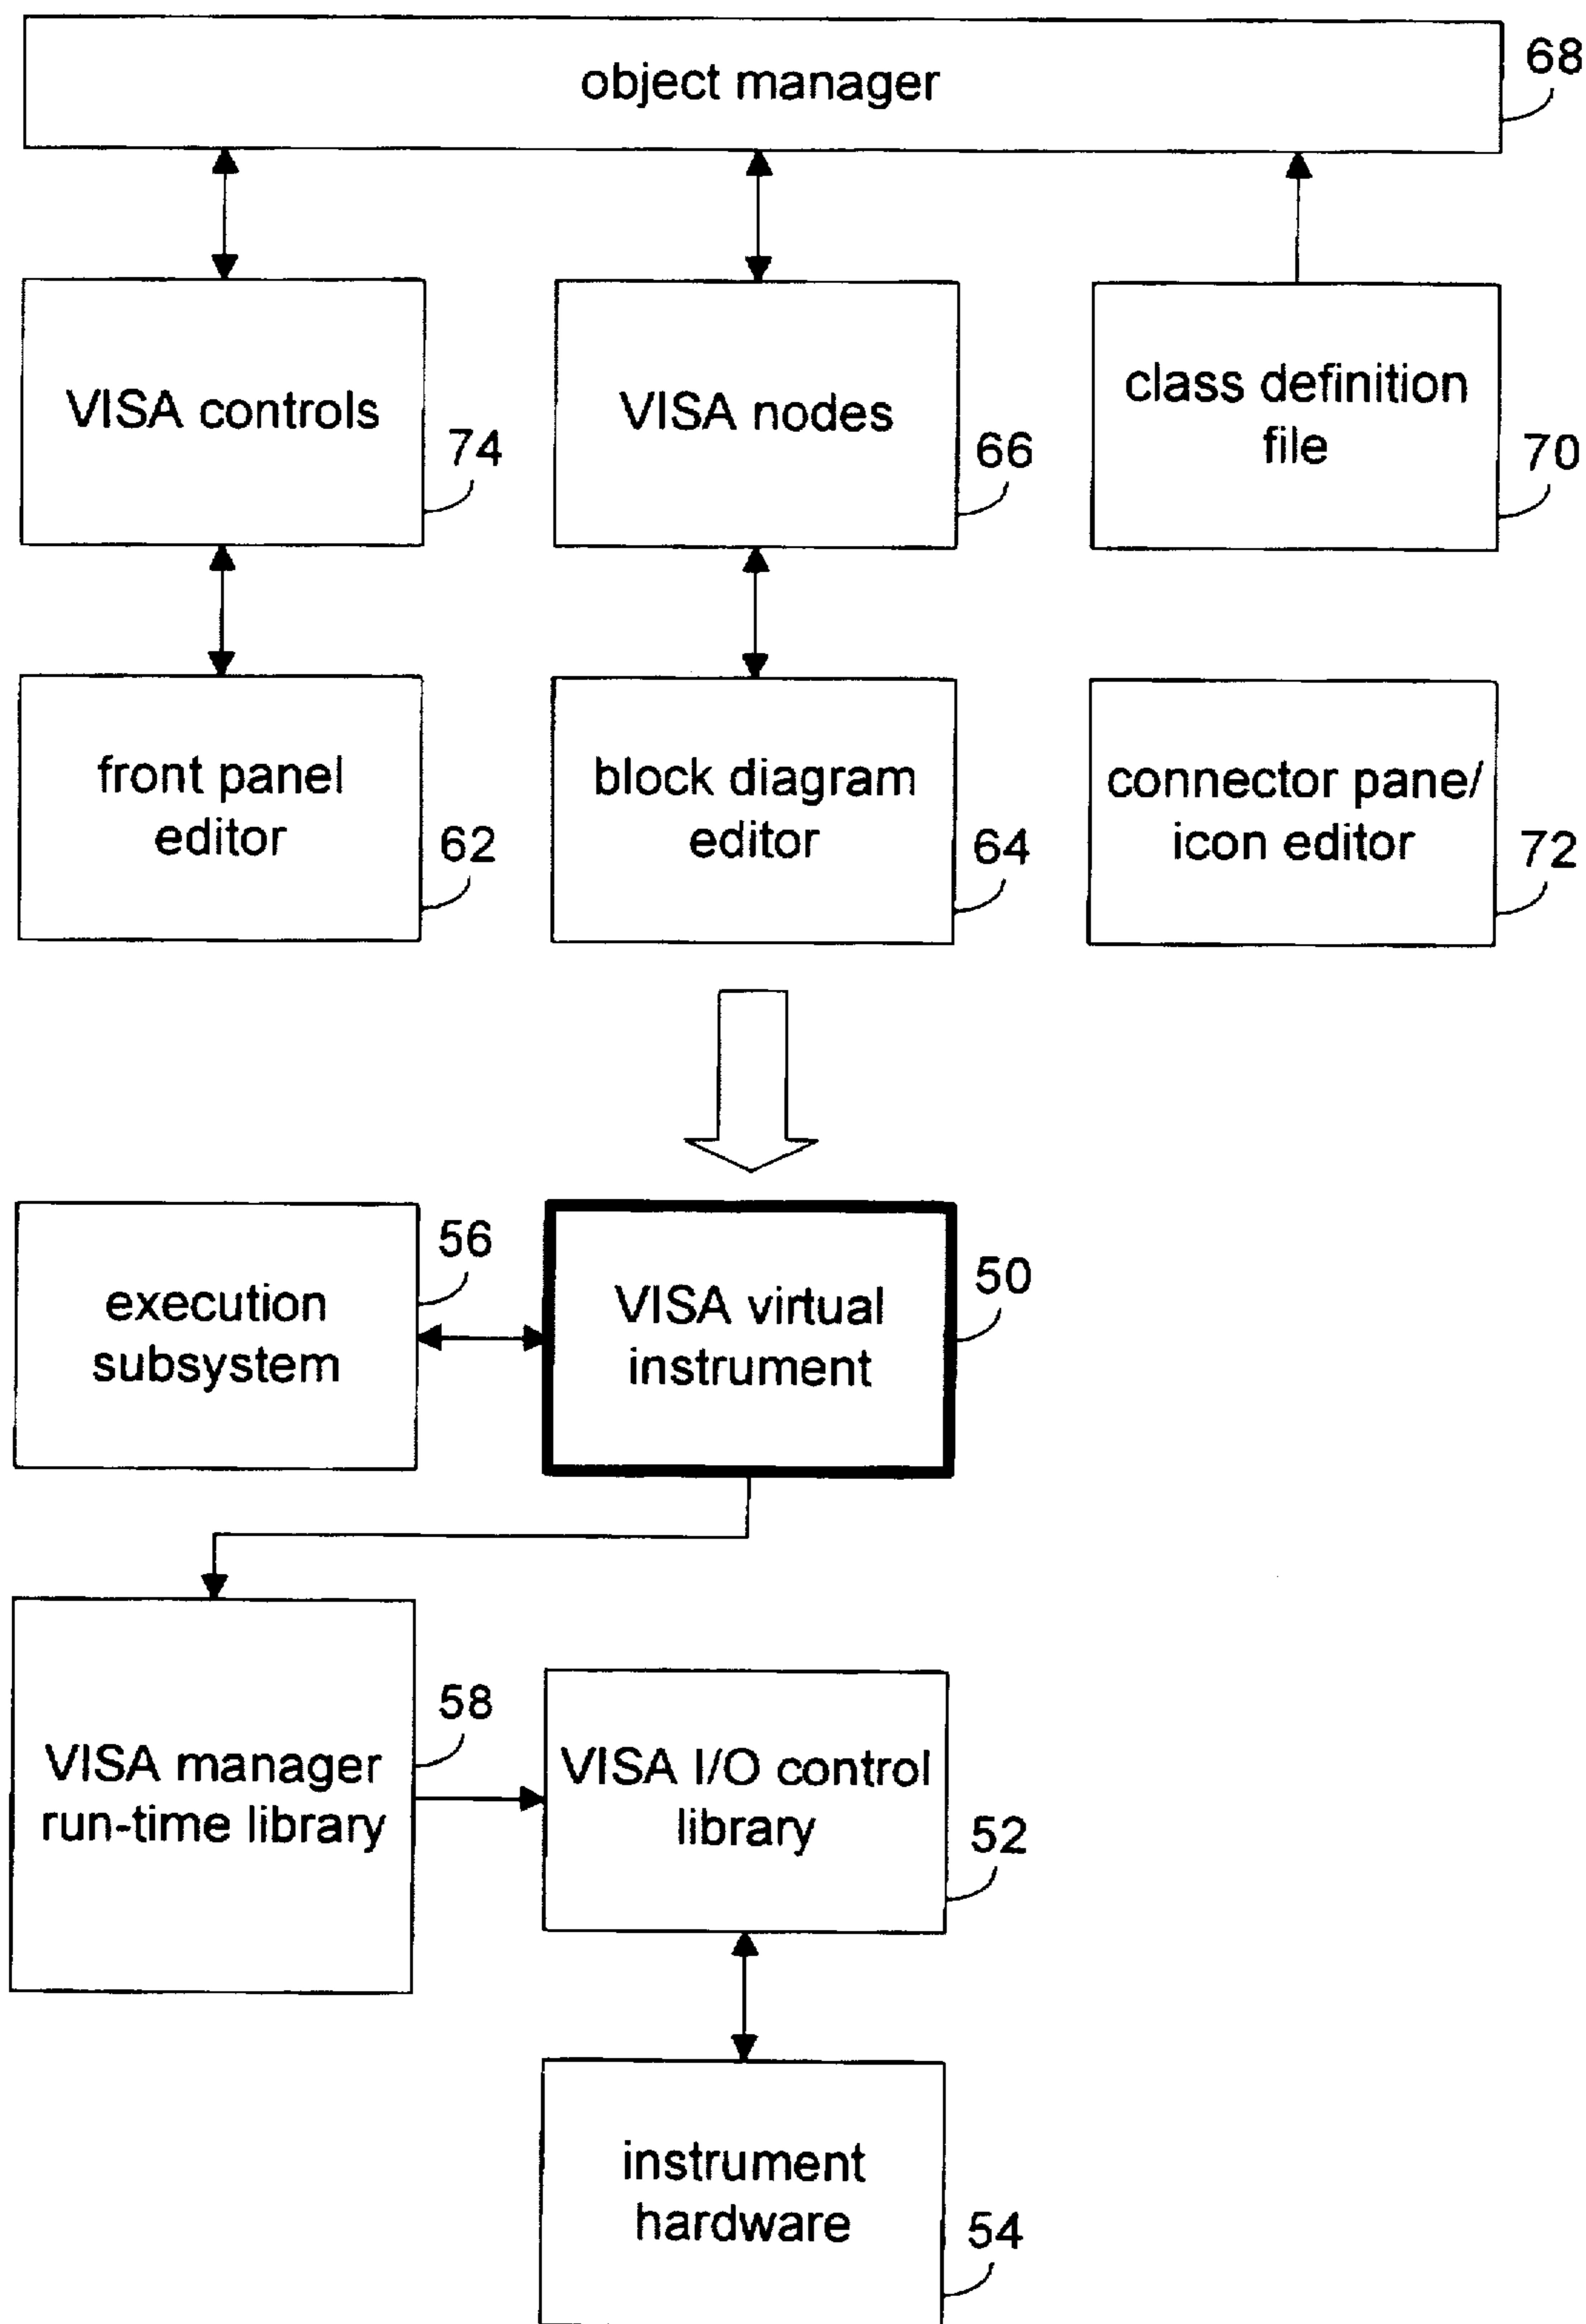 object manager
68
VISA controls
74
VISA nodes
66
class definition
file
70
front panel
editor
62
block diagram
editor
64
connector pane/
icon editor
72
execution
subsystem
56
VISA virtual
instrument
50
VISA manager
run-time library
58
VISA I/O control
library
52
instrument
hardware
54